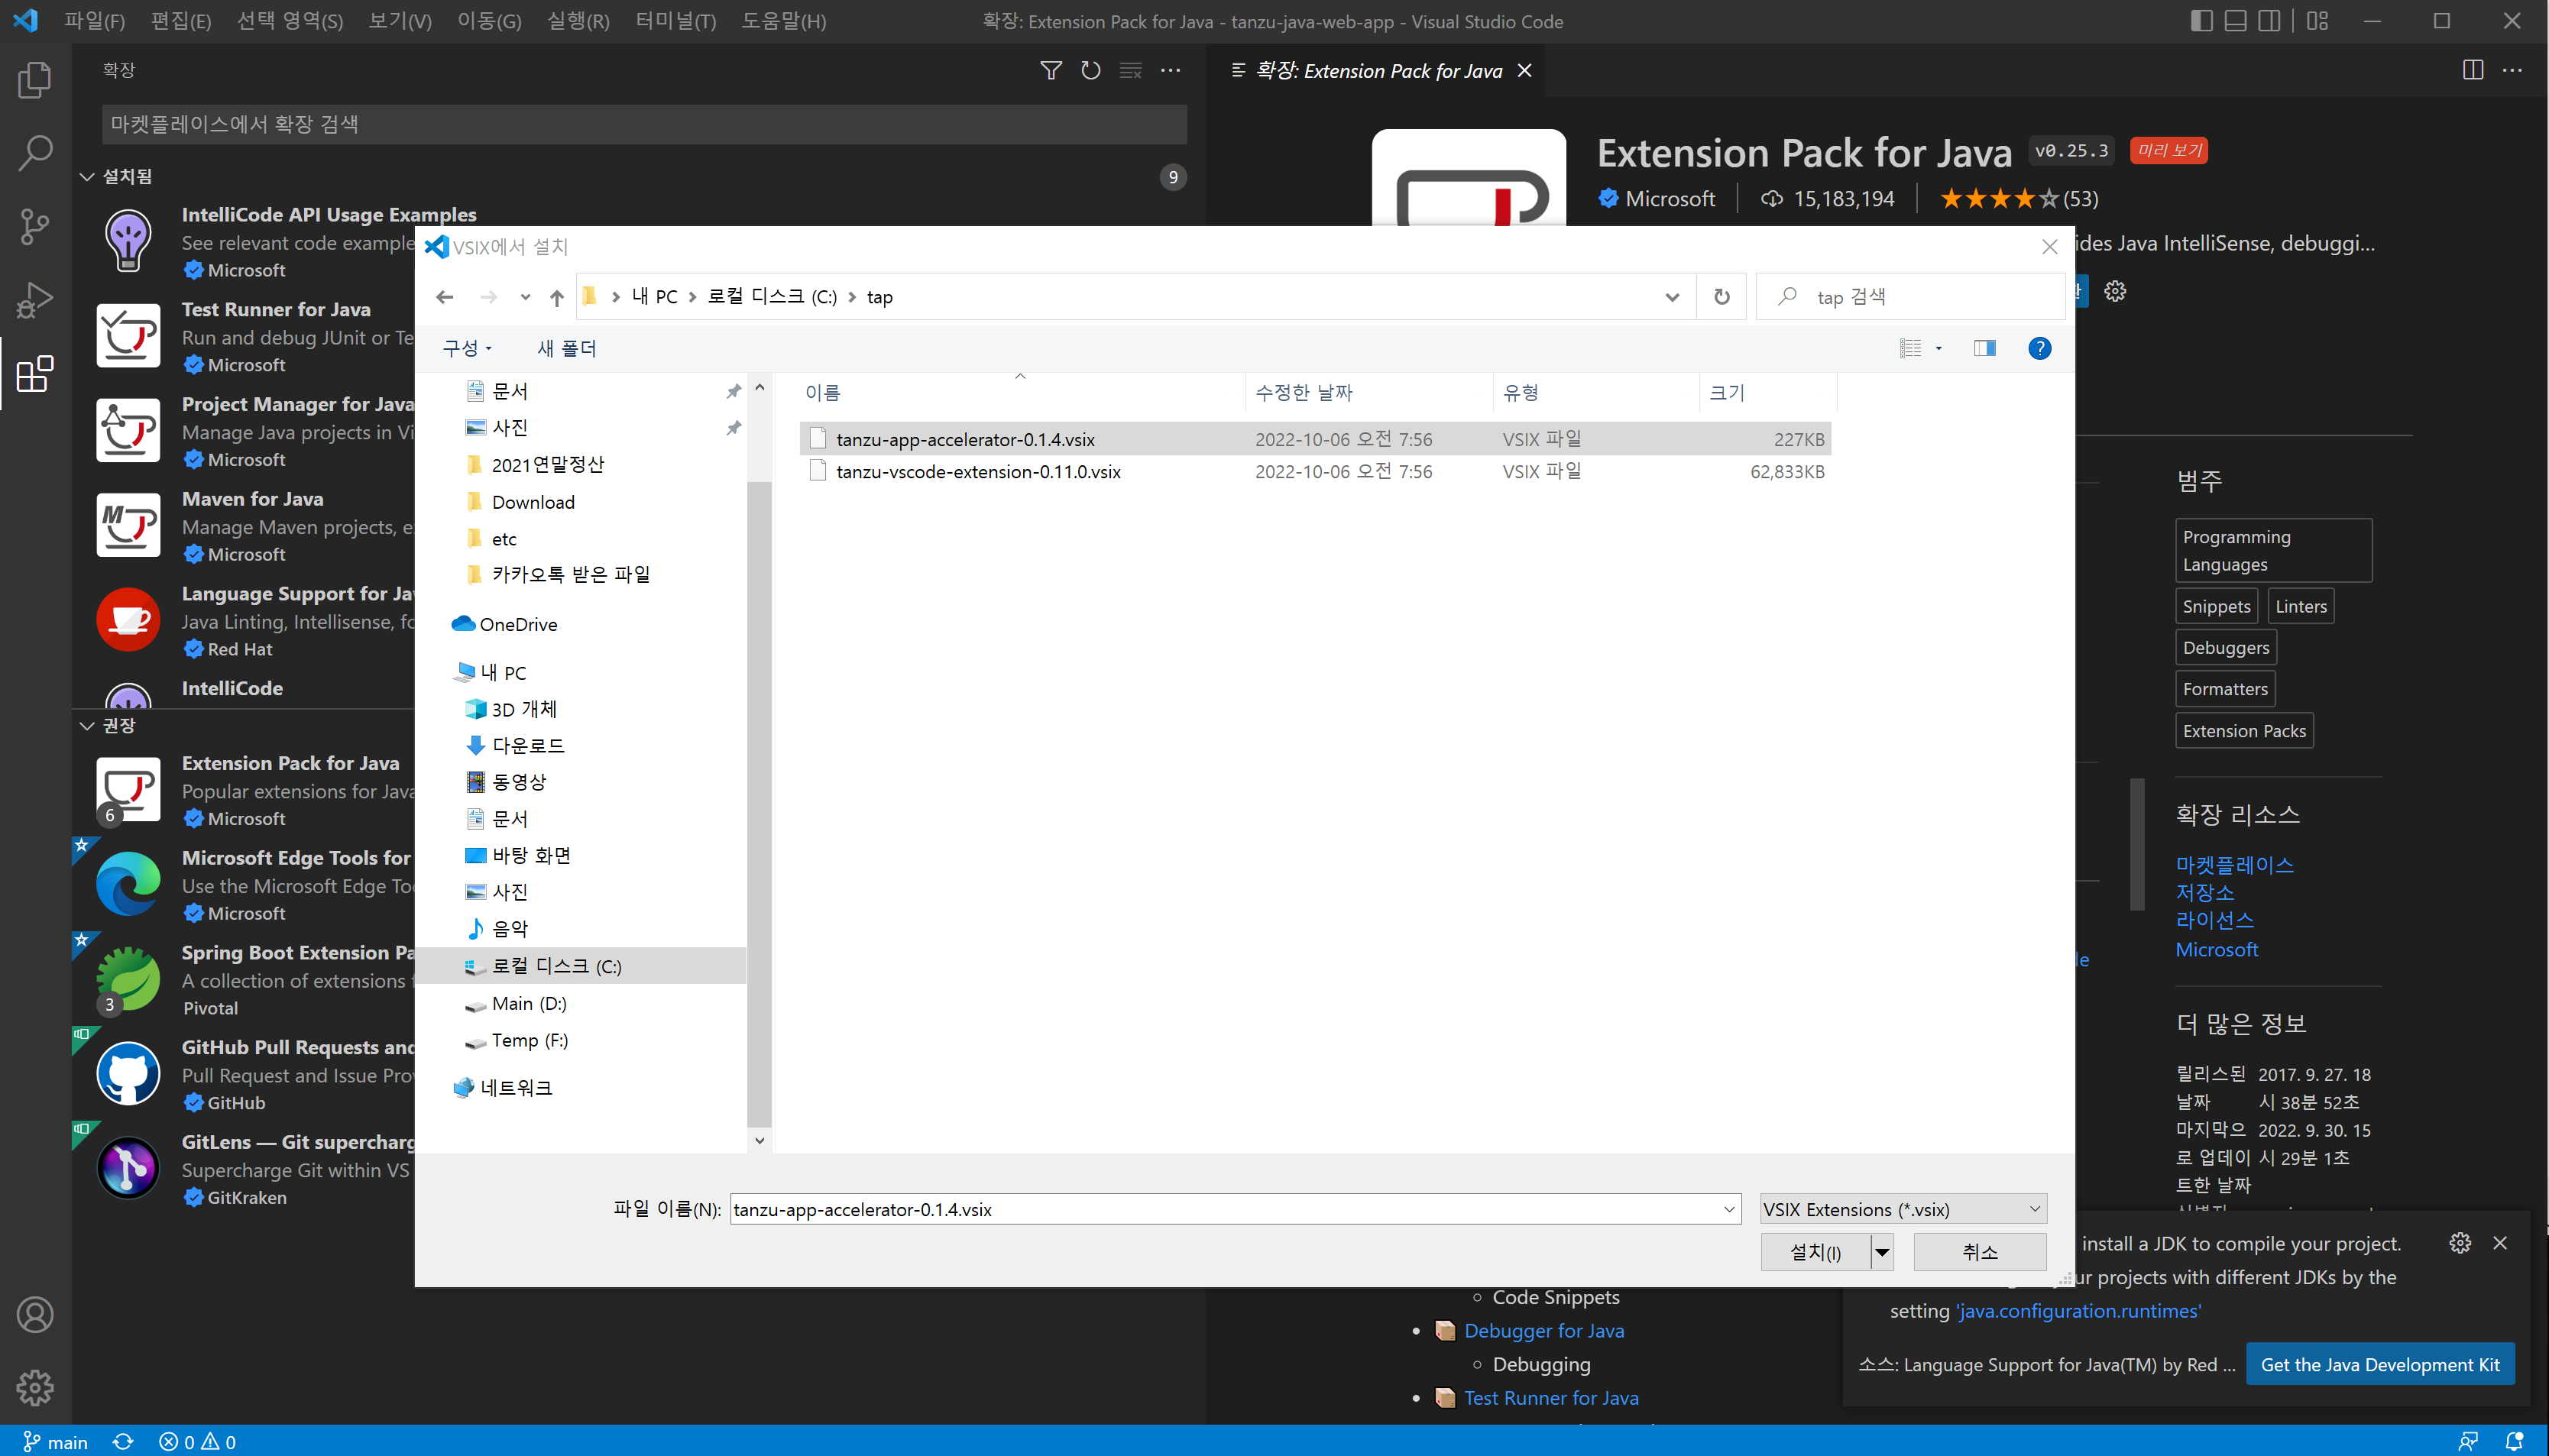 파일(F) 편집(E) 선택 영역(S) 보기(V) 이동(G) 실행(R) 터미널(T) 도움말(H)
확장: Extension Pack for Java - tanzu-java-web-app - Visual Studio Code
확장
마켓플레이스에서 확장 검색
설치됨
9
IntelliCode API Usage Examples
See relevant code example
Microsoft
Test Runner for Java
Run and debug JUnit or Te
Microsoft
Project Manager for Java
Manage Java projects in Vi
Microsoft
Maven for Java
Manage Maven projects, e
Microsoft
Language Support for Ja
Java Linting, Intellisense, fo
Red Hat
IntelliCode
권장
Extension Pack for Java
Popular extensions for Java
6
Microsoft
Microsoft Edge Tools for
Use the Microsoft Edge Too
Microsoft
Spring Boot Extension Pa
A collection of extensions
3
Pivotal
GitHub Pull Requests and
Pull Request and Issue Prov
GitHub
GitLens — Git supercharg
Supercharge Git within VS
GitKraken
확장: Extension Pack for Java
Extension Pack for Java v0.25.3 미리 보기
Microsoft 15,183,194 (53)
ides Java IntelliSense, debuggi...
VSIX에서 설치
내 PC 로컬 디스크 (C:) tap
tap 검색
구성 새 폴더
문서
사진
2021연말정산
Download
etc
카카오톡 받은 파일
OneDrive
내 PC
3D 개체
다운로드
동영상
문서
바탕 화면
사진
음악
로컬 디스크 (C:)
Main (D:)
Temp (F:)
네트워크
이름 수정한 날짜 유형 크기
tanzu-app-accelerator-0.1.4.vsix 2022-10-06 오전 7:56 VSIX 파일 227KB
tanzu-vscode-extension-0.11.0.vsix 2022-10-06 오전 7:56 VSIX 파일 62,833KB
파일 이름(N): tanzu-app-accelerator-0.1.4.vsix VSIX Extensions (*.vsix)
설치(I) 취소
범주
Programming
Languages
Snippets Linters
Debuggers
Formatters
Extension Packs
확장 리소스
마켓플레이스
저장소
라이선스
Microsoft
더 많은 정보
릴리스된 2017. 9. 27. 18
날짜 시 38분 52초
마지막으 2022. 9. 30. 15
로 업데이 시 29분 1초
트한 날짜
Code Snippets
Debugger for Java
Debugging
Test Runner for Java
install a JDK to compile your project.
ur projects with different JDKs by the
setting 'java.configuration.runtimes'
소스: Language Support for Java(TM) by Red ... Get the Java Development Kit
main 0 0